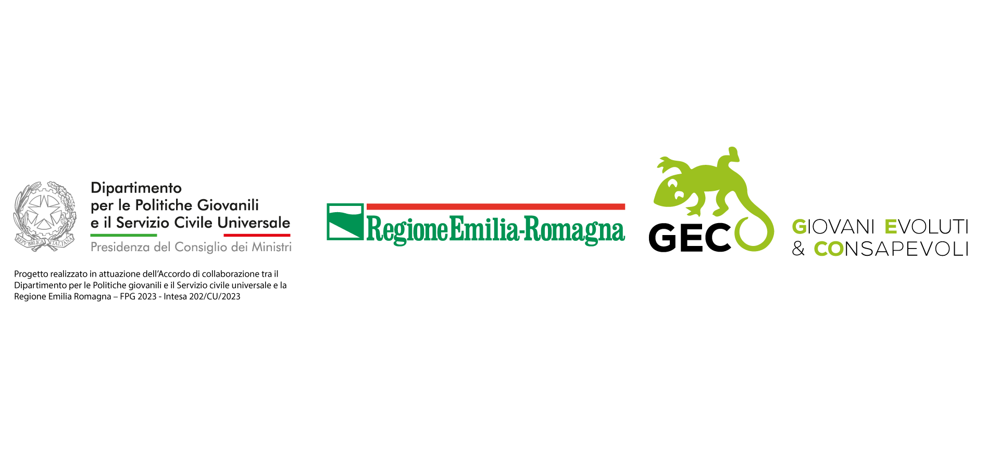 Dipartimento
per le Politiche Giovanili
e il Servizio Civile Universale
Presidenza del Consiglio dei Ministri
REPVBBLICA ITALIANA
Progetto realizzato in attuazione dell’Accordo di collaborazione tra il
Dipartimento per le Politiche giovanili e il Servizio civile universale e la
Regione Emilia Romagna – FPG 2023 - Intesa 202/CU/2023
RegioneEmilia-Romagna
GECO
GIOVANI EVOLUTI
& CONSAPEVOLI